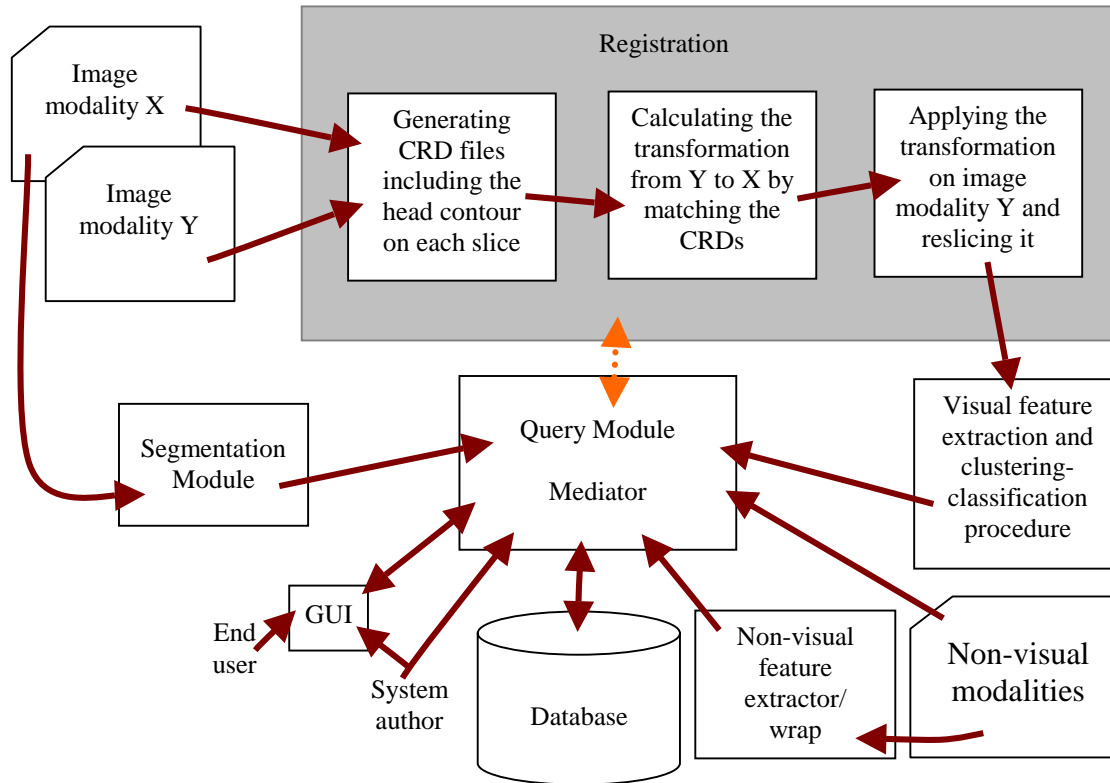 Registration
Image
modality X
Image
modality Y
Generating
CRD files
including the
head contour
on each slice
Calculating the
transformation
from Y to X by
matching the
CRDs
Applying the
transformation
on image
modality Y and
reslicing it
Segmentation
Module
Query Module
Mediator
Visual feature
extraction and
clustering-
classification
procedure
GUI
End
user
System
author
Database
Non-visual
feature
extractor/
wrap
Non-visual
modalities